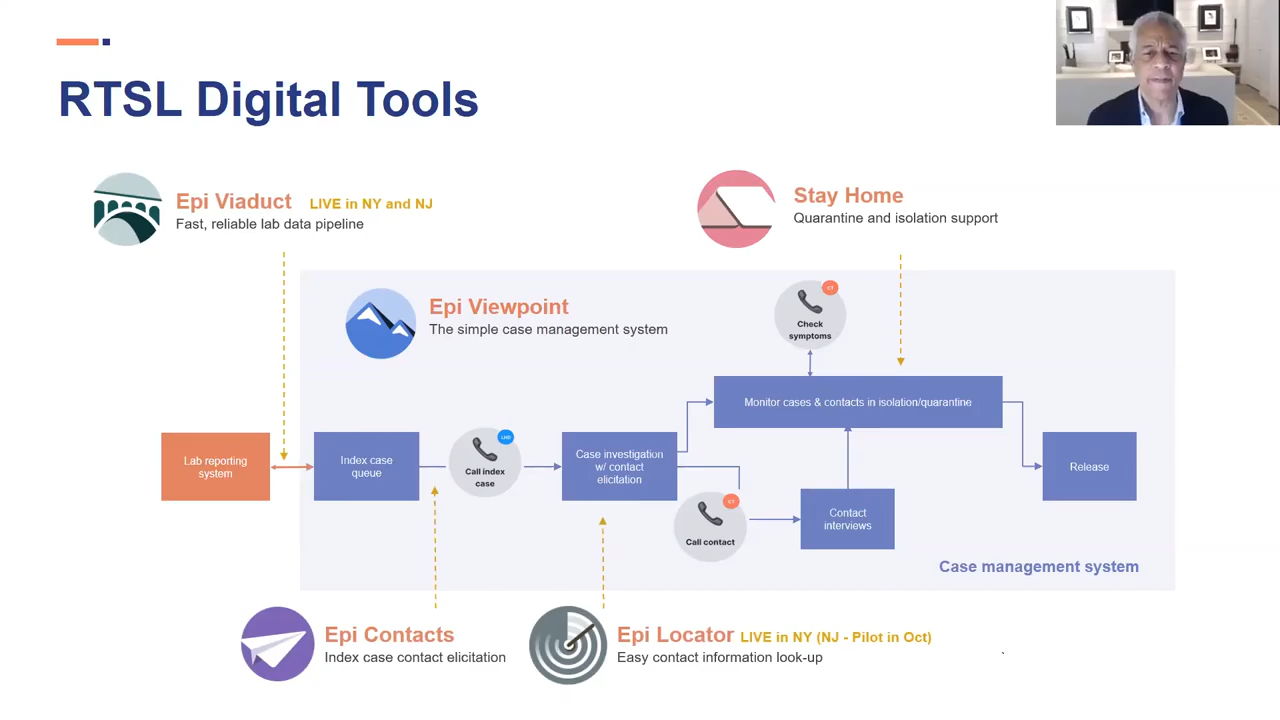 RTSL Digital Tools
Epi Viaduct LIVE in NY and NJ
Fast, reliable lab data pipeline
Stay Home
Quarantine and isolation support
Epi Viewpoint
The simple case management system
CT
Check
symptoms
Monitor cases & contacts in isolation/quarantine
Lab reporting
system
Index case
queue
LHD
Call index
case
Case investigation
w/ contact
elicitation
CT
Call contact
Contact
interviews
Release
Case management system
Epi Contacts
Index case contact elicitation
Epi Locator LIVE in NY (NJ - Pilot in Oct)
Easy contact information look-up